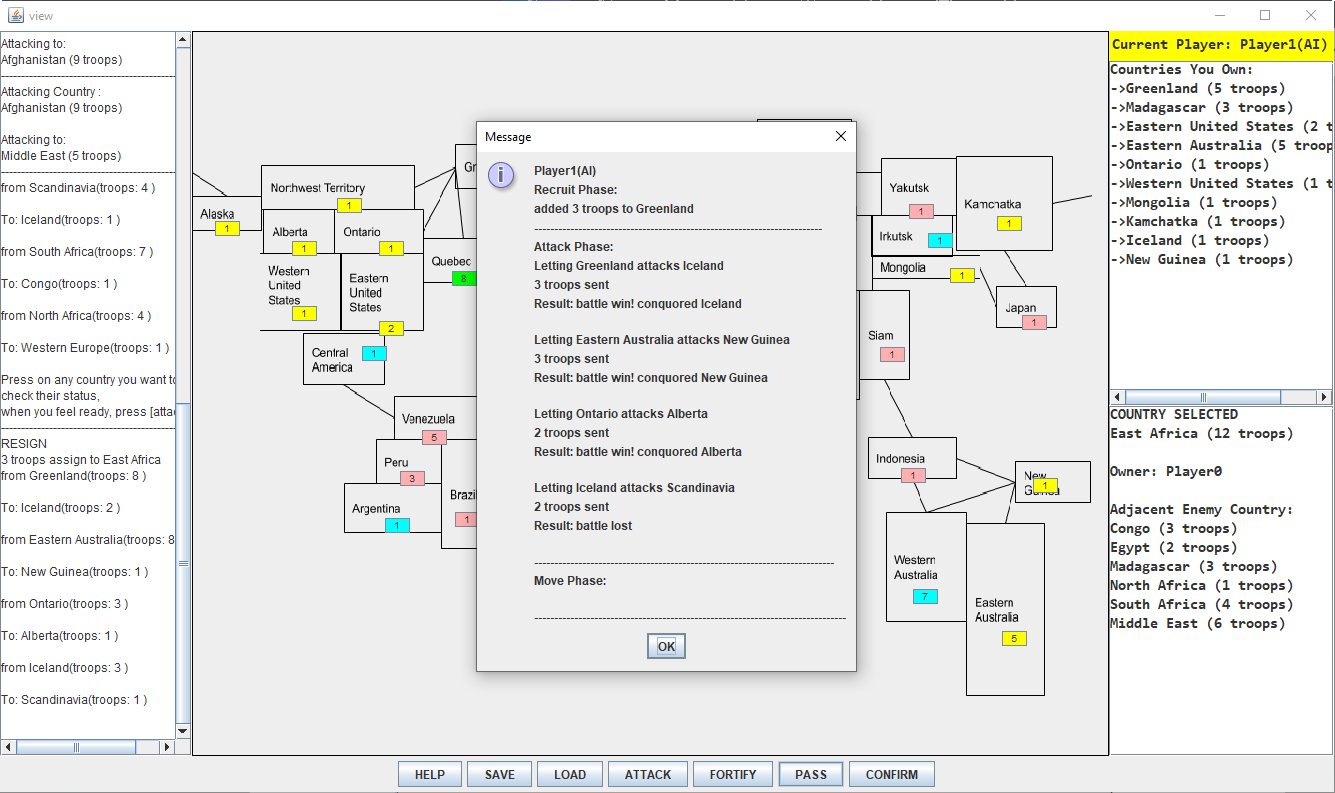 view
Attacking to:
Afghanistan (9 troops)
Attacking Country :
Afghanistan (9 troops)
Attacking to:
Middle East (5 troops)
from Scandinavia(troops: 4 )
To: Iceland(troops: 1 )
from South Africa(troops: 7 )
To: Congo(troops: 1 )
from North Africa(troops: 4 )
To: Western Europe(troops: 1 )
Press on any country you want to
check their status,
when you feel ready, press [attac
RESIGN
3 troops assign to East Africa
from Greenland(troops: 8 )
To: Iceland(troops: 2 )
from Eastern Australia(troops: 8
To: New Guinea(troops: 1 )
from Ontario(troops: 3 )
To: Alberta(troops: 1 )
from Iceland(troops: 3 )
To: Scandinavia(troops: 1 )
Alaska
1
Northwest Territory
1
Alberta
1
Ontario
1
Western
United
States
1
Eastern
United
States
2
Quebec
8
Gr
Central
America
1
Venezuela
5
Peru
3
Argentina
1
Brazi
1
Message
Player1(AI)
Recruit Phase:
added 3 troops to Greenland
Attack Phase:
Letting Greenland attacks Iceland
3 troops sent
Result: battle win! conquored Iceland
Letting Eastern Australia attacks New Guinea
3 troops sent
Result: battle win! conquored New Guinea
Letting Ontario attacks Alberta
2 troops sent
Result: battle win! conquored Alberta
Letting Iceland attacks Scandinavia
2 troops sent
Result: battle lost
Move Phase:
OK
Yakutsk
1
Kamchatka
1
Irkutsk
1
Mongolia
1
Japan
1
Siam
1
Indonesia
1
New
Guinea
1
Western
Australia
7
Eastern
Australia
5
Current Player: Player1(AI)
Countries You Own:
->Greenland (5 troops)
->Madagascar (3 troops)
->Eastern United States (2 t
->Eastern Australia (5 troop
->Ontario (1 troops)
->Western United States (1 t
->Mongolia (1 troops)
->Kamchatka (1 troops)
->Iceland (1 troops)
->New Guinea (1 troops)
COUNTRY SELECTED
East Africa (12 troops)
Owner: Player0
Adjacent Enemy Country:
Congo (3 troops)
Egypt (2 troops)
Madagascar (3 troops)
North Africa (1 troops)
South Africa (4 troops)
Middle East (6 troops)
HELP
SAVE
LOAD
ATTACK
FORTIFY
PASS
CONFIRM